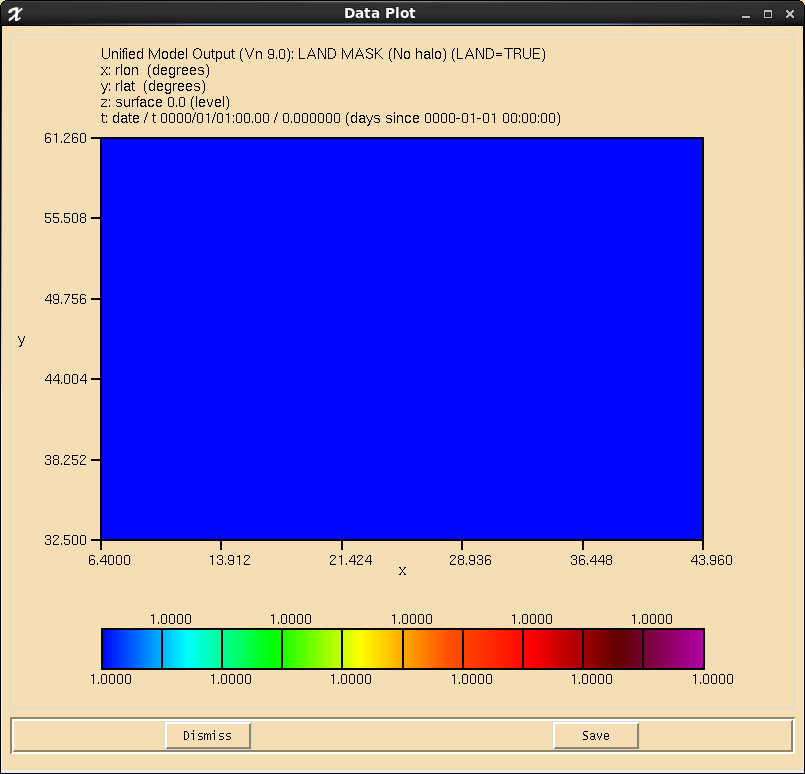 Data Plot
Unified Model Output (Vn 9.0): LAND MASK (No halo) (LAND=TRUE)
x: rlon (degrees)
y: rlat (degrees)
z: surface 0.0 (level)
t: date / t 0000/01/01:00.00 / 0.000000 (days since 0000-01-01 00:00:00)
61.260
55.508
49.756
y
44.004
38.252
32.500
6.4000 13.912 21.424 28.936 36.448 43.960
x
1.0000 1.0000 1.0000 1.0000 1.0000
1.0000 1.0000 1.0000 1.0000 1.0000 1.0000
Dismiss Save